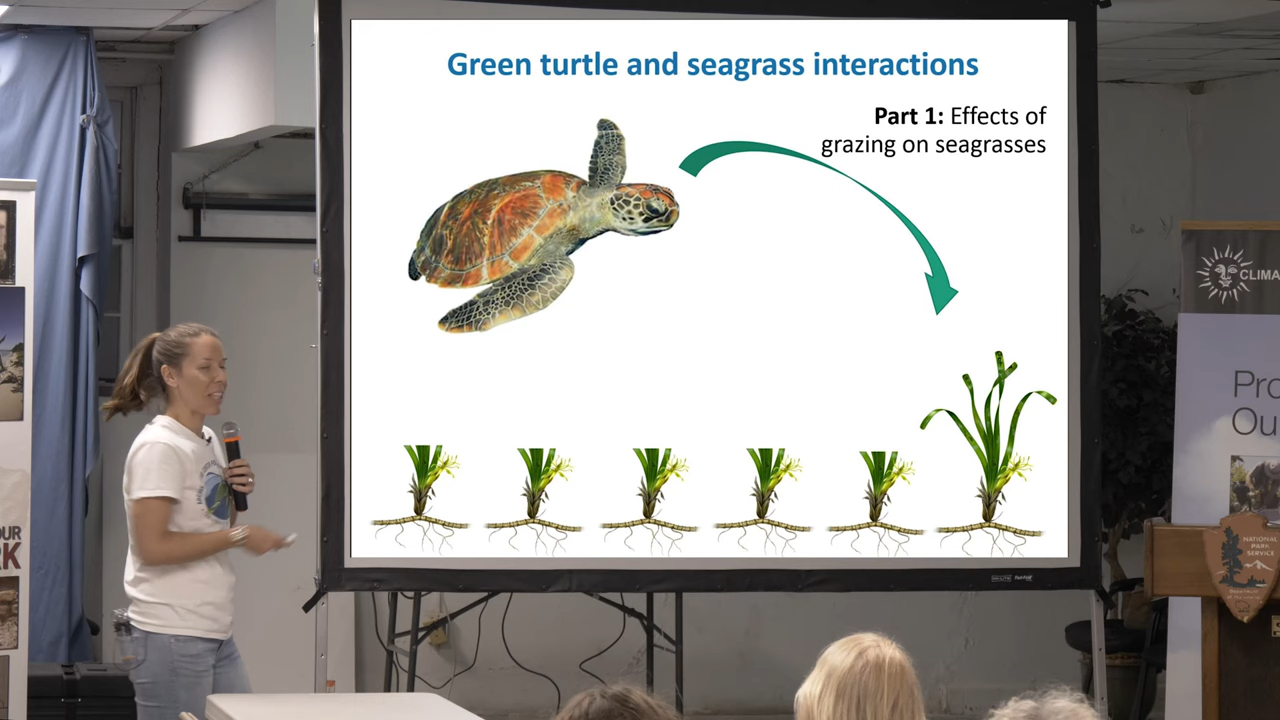 Green turtle and seagrass interactions
Part 1: Effects of
grazing on seagrasses
CLIMA
Pro
Ou
OUR
RK
NATIONAL
PARK
SERVICE